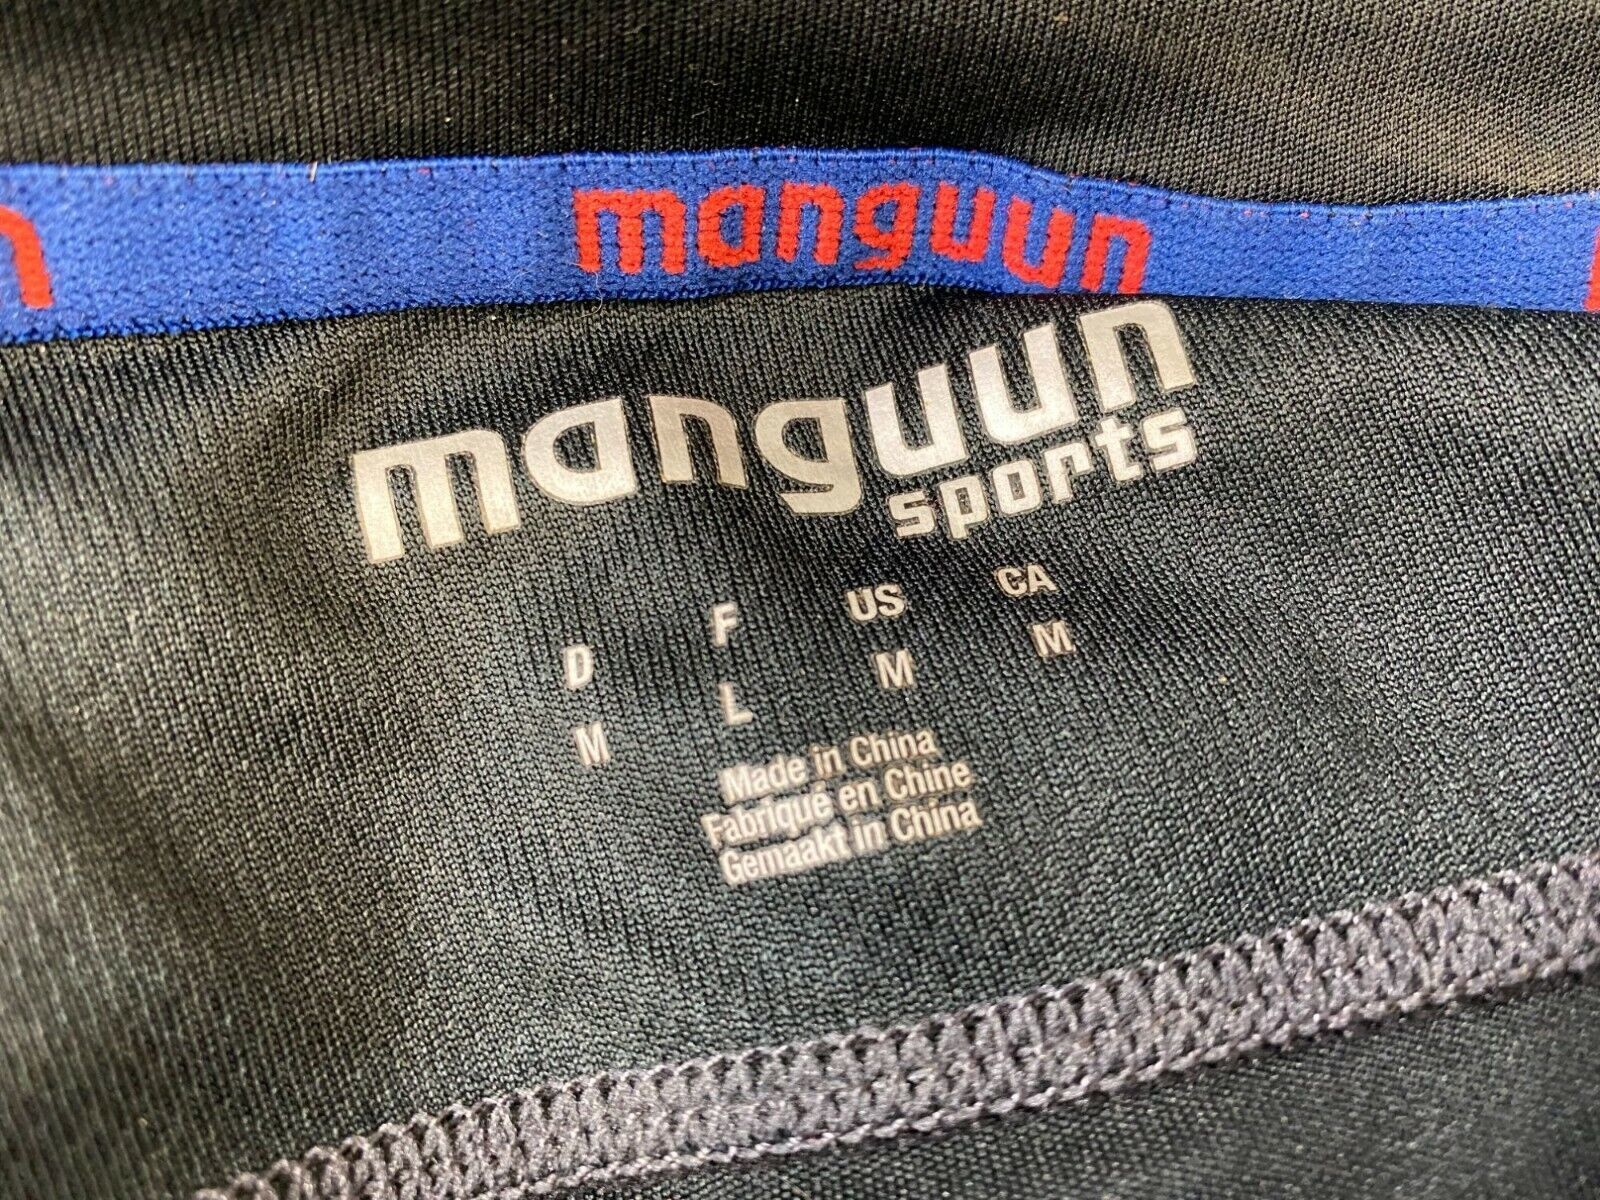 manguun
manguun
sports
D F US CA
M L M M
Made in China
Fabriqué en Chine
Gemaakt in China